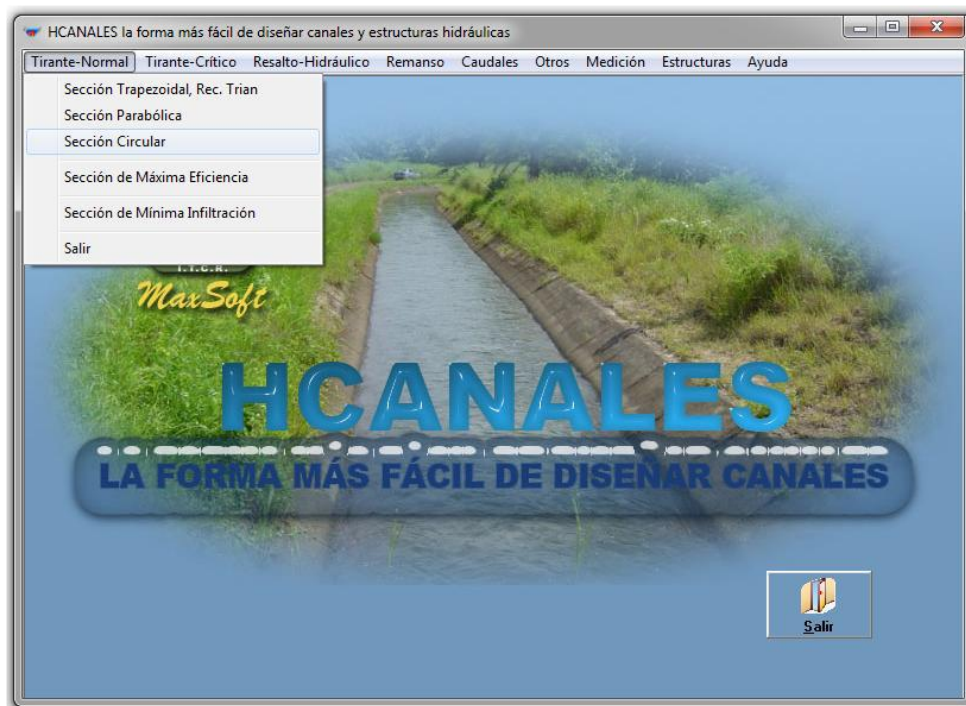 HCANALES la forma más fácil de diseñar canales y estructuras hidráulicas
Tirante-Normal Tirante-Crítico Resalto-Hidráulico Remanso Caudales Otros Medición Estructuras Ayuda
Sección Trapezoidal, Rec. Trian
Sección Parabólica
Sección Circular
Sección de Máxima Eficiencia
Sección de Mínima Infiltración
Salir
I.T.C.R.
MaxSoft
HCANALES
LA FORMA MÁS FÁCIL DE DISEÑAR CANALES
Salir